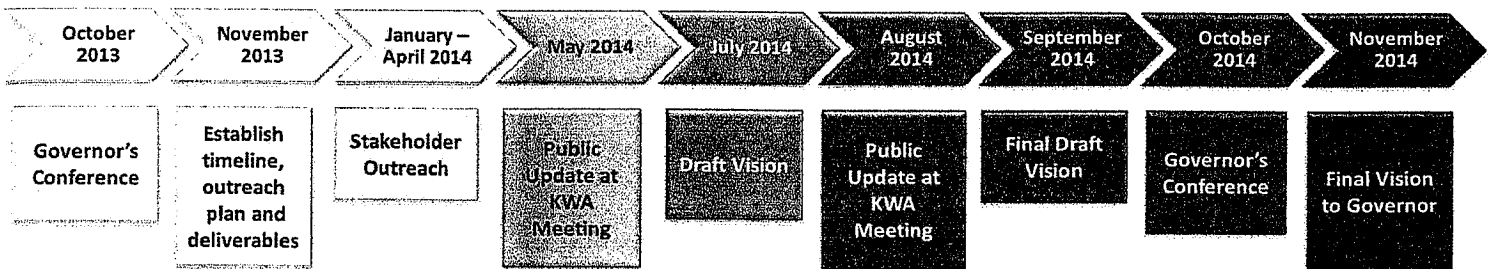 October
2013
November
2013
January –
April 2014
May 2014
July 2014
August
2014
September
2014
October
2014
November
2014
Governor's
Conference
Establish
timeline,
outreach
plan and
deliverables
Stakeholder
Outreach
Public
Update at
KWA
Meeting
Draft Vision
Public
Update at
KWA
Meeting
Final Draft
Vision
Governor's
Conference
Final Vision
to Governor